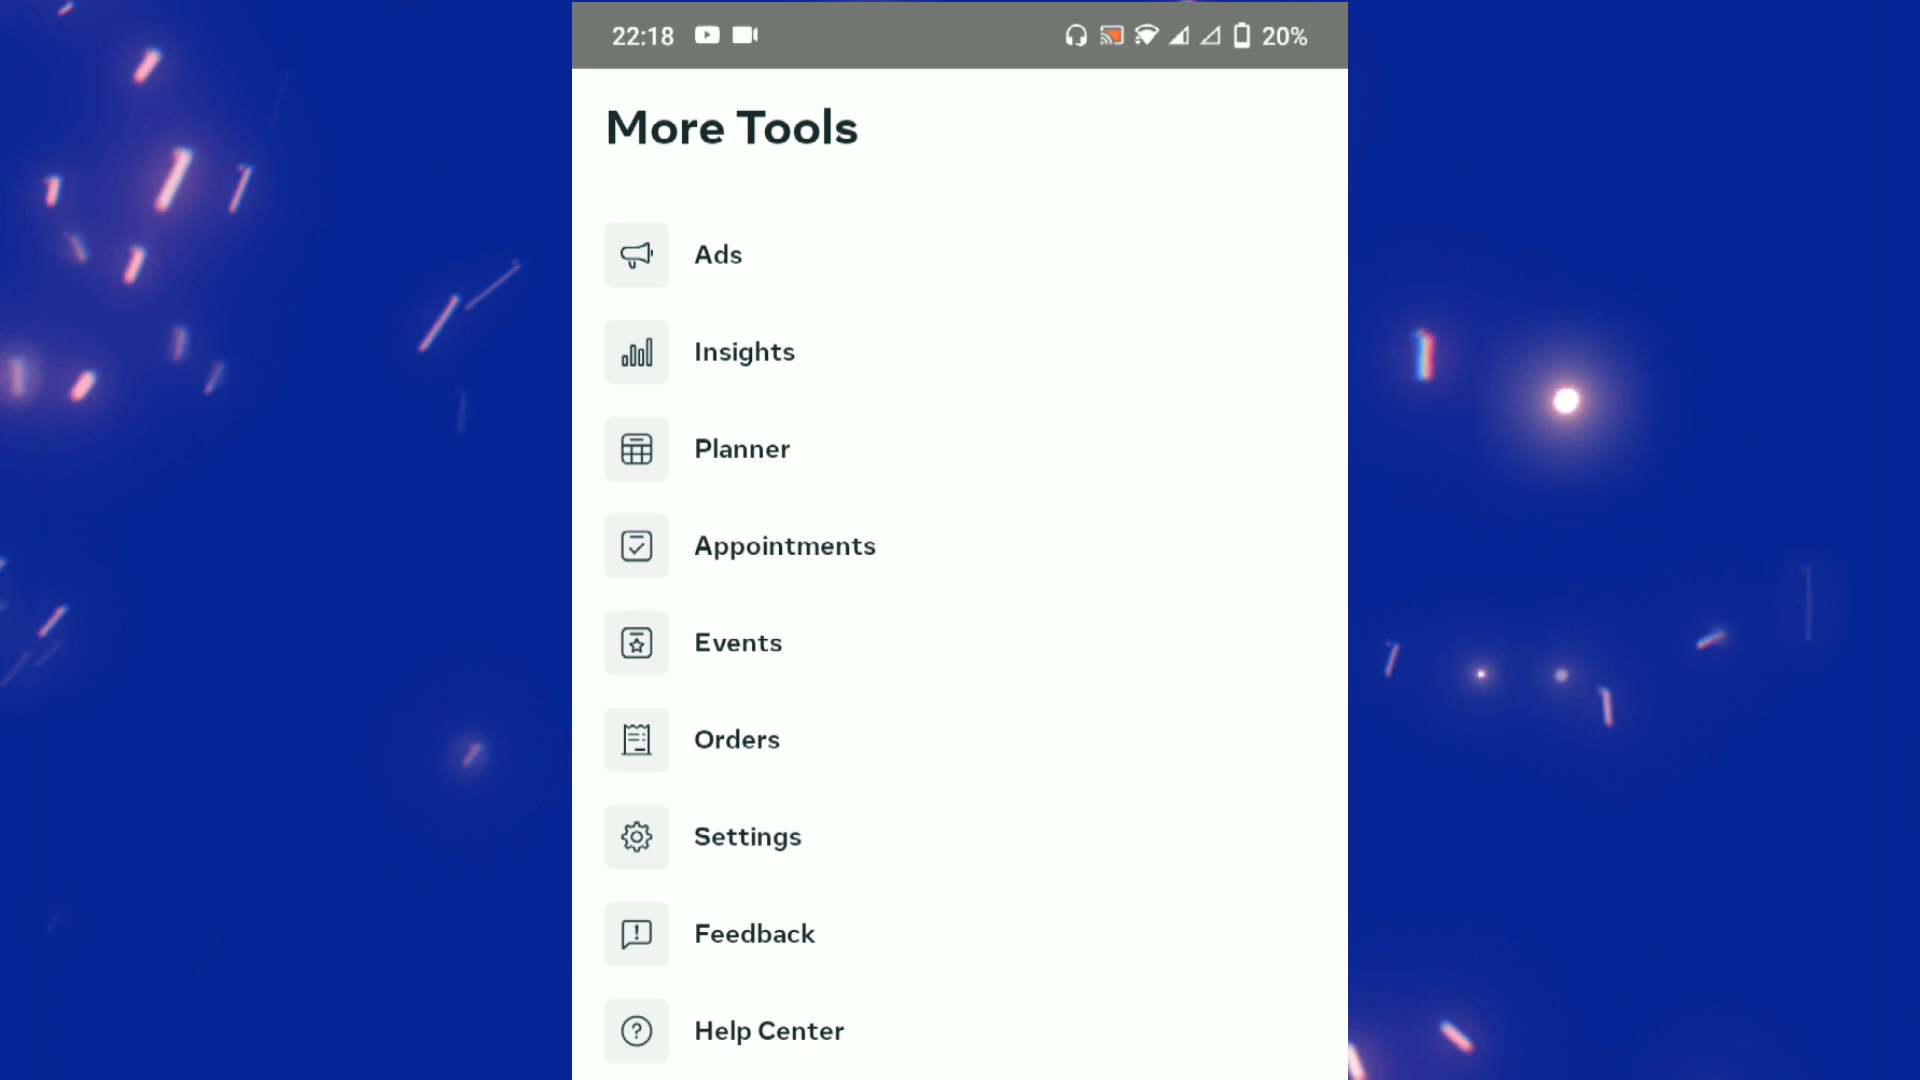 22:18 20%
More Tools
Ads
Insights
Planner
Appointments
Events
Orders
Settings
Feedback
Help Center